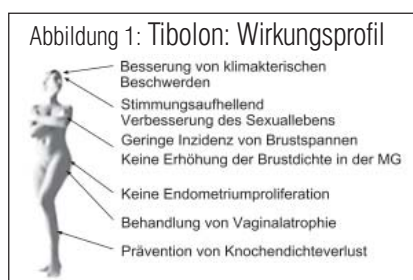 Abbildung 1: Tibolon: Wirkungsprofil
Besserung von klimakterischen
Beschwerden
Stimmungsaufhellend
Verbesserung des Sexuallebens
Geringe Inzidenz von Brustspannen
Keine Erhöhung der Brustdichte in der MG
Keine Endometriumproliferation
Behandlung von Vaginalatrophie
Prävention von Knochendichteverlust